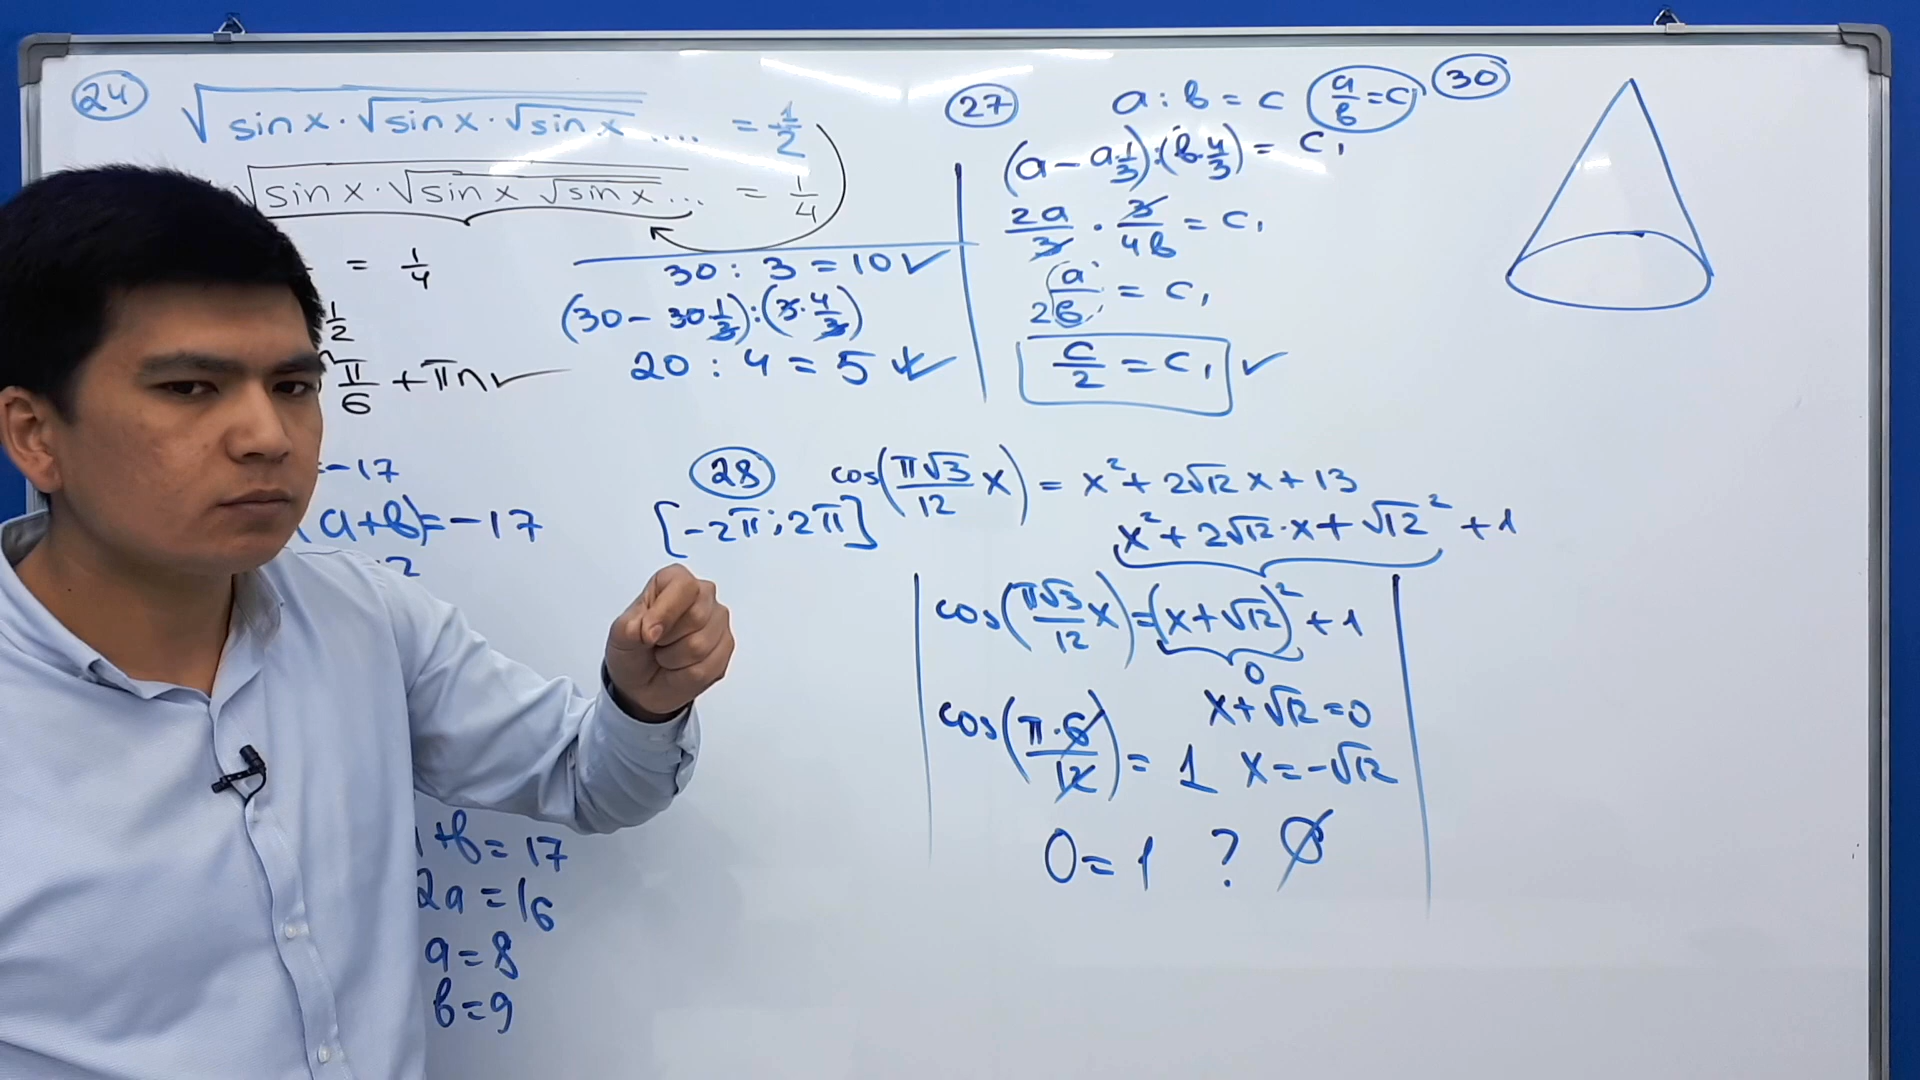 24 √(sin x · √(sin x · √(sin x .... = 1/2
√(sin x · √(sin x √(sin x ... = 1/4
= 1/4
1/2
π/6 + πn ✓
30 : 3 = 10 ✓
(30 − 30 1/3) : (3 · 4/3)
20 : 4 = 5 ✓
= −17
(a+b) = −17
2
+b = 17
2a = 16
a = 8
b = 9
27 a : b = c a/b = c
(a − a 1/3) : (b · 4/3) = c₁
2a/3 · 3/4b = c₁
a/2b = c₁
c/2 = c₁ ✓
28 cos(π√3/12 x) = x² + 2√12 x + 13
[−2π; 2π] x² + 2√12 · x + √12² + 1
cos(π√3/12 x) = (x + √12)² + 1
0
x + √12 = 0
cos(π · 6/12) = 1 x = −√12
0 = 1 ? ∅
30